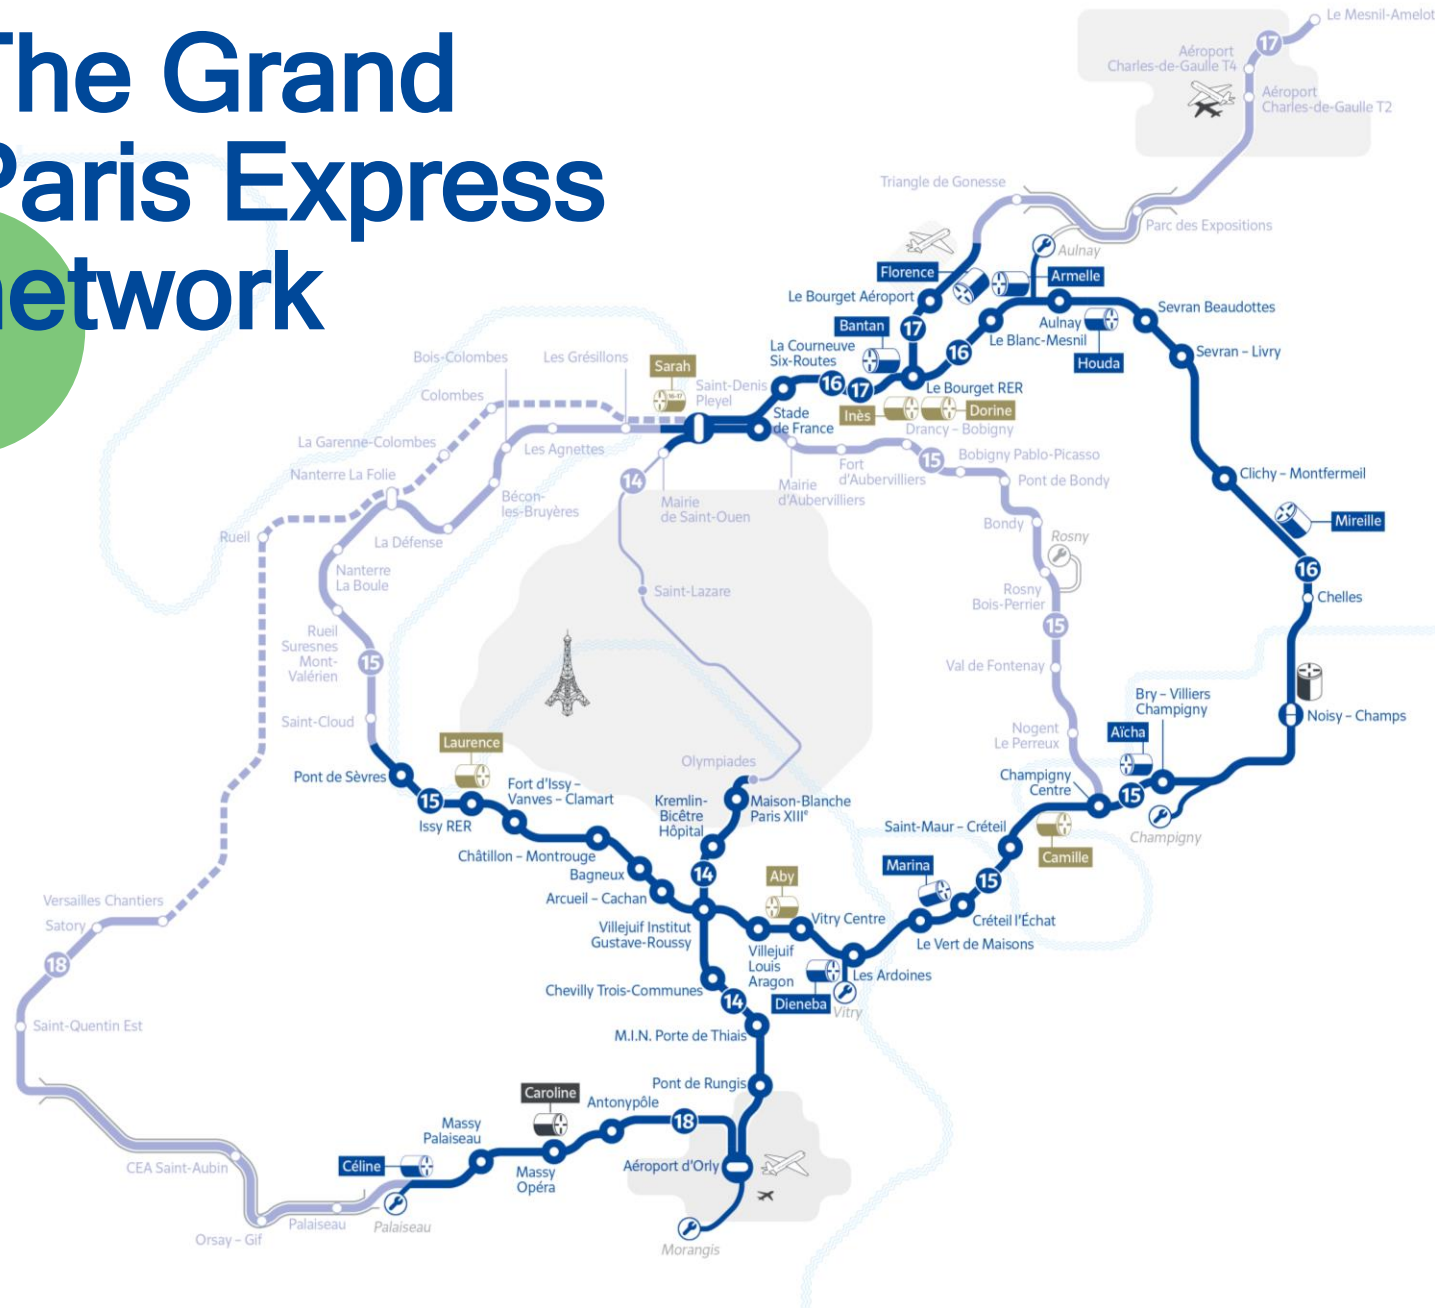 The Grand
Paris Express
network
Le Mesnil-Amelot
17
Aéroport
Charles-de-Gaulle T4
Aéroport
Charles-de-Gaulle T2
Triangle de Gonesse
Parc des Expositions
Aulnay
Florence
Armelle
Le Bourget Aéroport
Sevran Beaudottes
Aulnay
Le Blanc-Mesnil
Bantan
17
16
Houda
Sevran – Livry
La Courneuve
Six-Routes
16
17
Le Bourget RER
Bois-Colombes
Les Grésillons
Sarah
16-17
Saint-Denis
Pleyel
Colombes
Inès
Dorine
Stade
de France
Drancy – Bobigny
La Garenne-Colombes
Les Agnettes
15
Bobigny Pablo-Picasso
Fort
d'Aubervilliers
Nanterre La Folie
14
Mairie
d'Aubervilliers
Pont de Bondy
Clichy – Montfermeil
Bécon-
les-Bruyères
Mairie
de Saint-Ouen
Bondy
Mireille
Rueil
La Défense
Rosny
Nanterre
La Boule
16
Saint-Lazare
Rosny
Bois-Perrier
Chelles
15
Rueil
Suresnes
Mont-
Valérien
15
Val de Fontenay
Bry – Villiers
Champigny
Saint-Cloud
Noisy – Champs
Nogent
Le Perreux
Aïcha
Laurence
Olympiades
Pont de Sèvres
Fort d'Issy –
Vanves – Clamart
Champigny
Centre
15
15
Kremlin-
Bicêtre
Hôpital
Maison-Blanche
Paris XIIIe
Issy RER
Saint-Maur – Créteil
Champigny
Châtillon – Montrouge
Camille
Bagneux
14
Aby
Marina
15
Arcueil – Cachan
Versailles Chantiers
Satory
Villejuif Institut
Gustave-Roussy
Vitry Centre
Créteil l'Échat
Le Vert de Maisons
Villejuif
Louis
Aragon
18
Les Ardoines
Chevilly Trois-Communes
14
Dieneba
Vitry
Saint-Quentin Est
M.I.N. Porte de Thiais
Pont de Rungis
Caroline
Antonypôle
18
Massy
Palaiseau
CEA Saint-Aubin
Céline
Massy
Opéra
Aéroport d'Orly
Palaiseau
Palaiseau
Orsay – Gif
Morangis